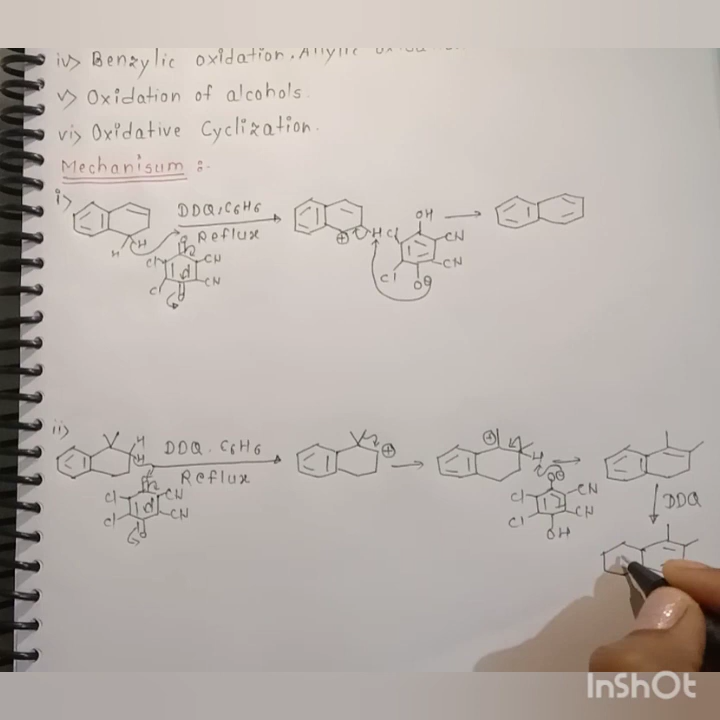 iv> Benzylic oxidation, Allylic
v> Oxidation of alcohols.
vi> Oxidative Cyclization.
Mechanisum :-
i>
DDQ, C6H6
Reflux
H H
O
Cl CN
Cl CN
O
⊕ H
OH
Cl CN
Cl CN
O⊖
ii>
DDQ, C6H6
Reflux
H
H
O
Cl CN
Cl CN
O
⊕
⊕
H
O⊖
Cl CN
Cl CN
OH
DDQ
InShOt